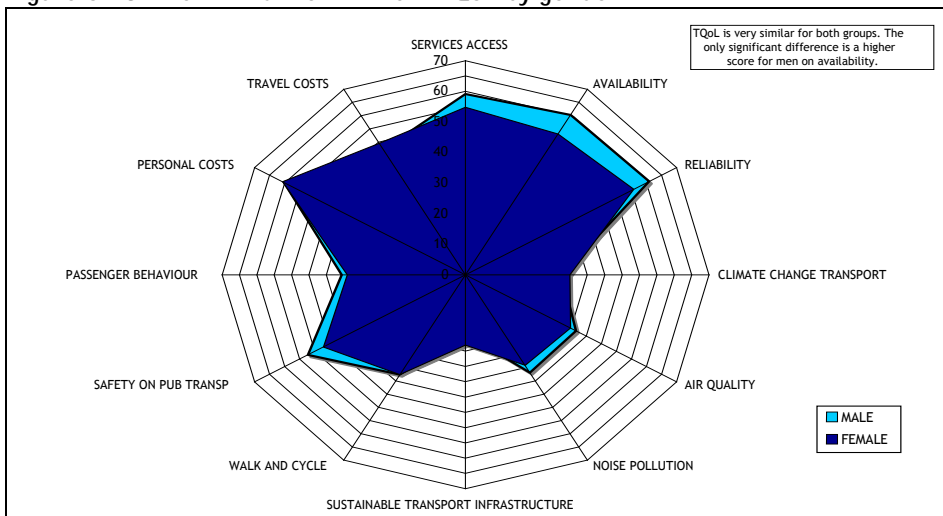 TQoL is very similar for both groups. The
only significant difference is a higher
score for men on availability.
SERVICES ACCESS
70
TRAVEL COSTS
AVAILABILITY
60
50
PERSONAL COSTS
RELIABILITY
40
30
20
10
PASSENGER BEHAVIOUR
0
CLIMATE CHANGE TRANSPORT
SAFETY ON PUB TRANSP
AIR QUALITY
MALE
FEMALE
WALK AND CYCLE
NOISE POLLUTION
SUSTAINABLE TRANSPORT INFRASTRUCTURE